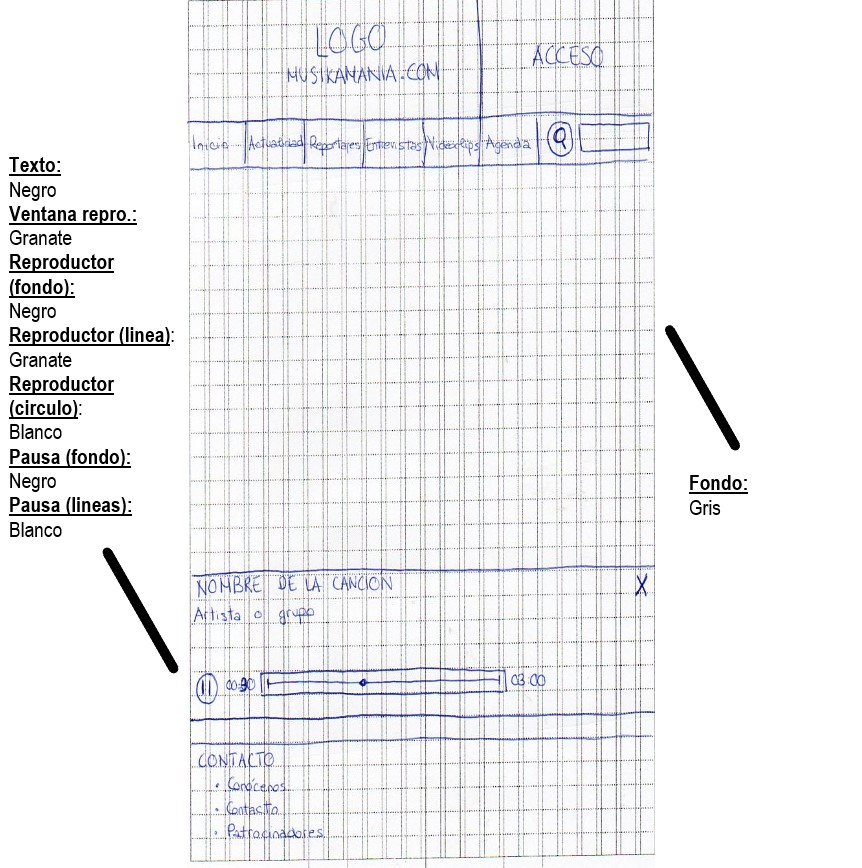 LOGO
MUSIKAMANIA.COM
ACCESO
Inicio
Actualidad
Reportajes
Entrevistas
Videoclips
Agenda
Texto:
Negro
Ventana repro.:
Granate
Reproductor
(fondo):
Negro
Reproductor (linea):
Granate
Reproductor
(circulo):
Blanco
Pausa (fondo):
Negro
Pausa (lineas):
Blanco
Fondo:
Gris
NOMBRE DE LA CANCION
X
Artista o grupo
00:30
03:00
CONTACTO
• Conócenos
• Contacto
• Patrocinadores